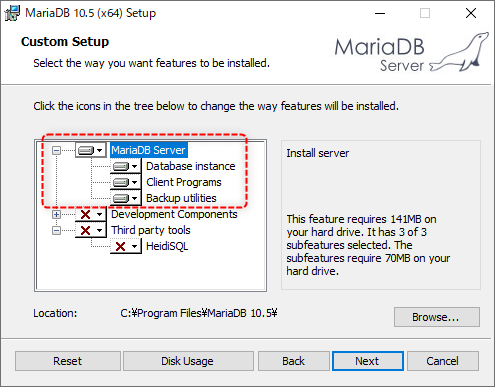 MariaDB 10.5 (x64) Setup
Custom Setup
Select the way you want features to be installed.
MariaDB
Server
Click the icons in the tree below to change the way features will be installed.
MariaDB Server
Database instance
Client Programs
Backup utilities
Development Components
Third party tools
HeidiSQL
Install server
This feature requires 141MB on
your hard drive. It has 3 of 3
subfeatures selected. The
subfeatures require 70MB on your
hard drive.
Location: C:¥Program Files¥MariaDB 10.5¥
Browse...
Reset Disk Usage Back Next Cancel